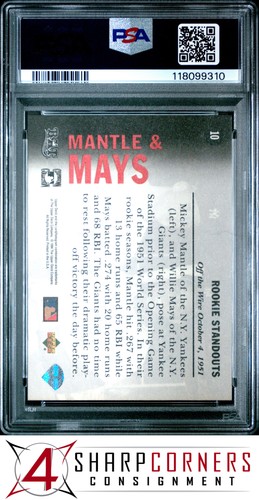 PSA
118099310
10
ROOKIE STANDOUTS
Off the Wire October 4, 1951
Mickey Mantle of the N.Y. Yankees
(left), and Willie Mays of the N.Y.
Giants (right), pose at Yankee
Stadium prior to the Opening Game
of the 1951 World Series. In their
rookie seasons, Mantle hit .267 with
13 home runs and 65 RBI while
Mays batted .274 with 20 home runs
and 68 RBI. The Giants had no time
to rest following their dramatic play-
off victory the day before.
MANTLE &
MAYS
UPPER DECK
4
SHARPCORNERS
CONSIGNMENT